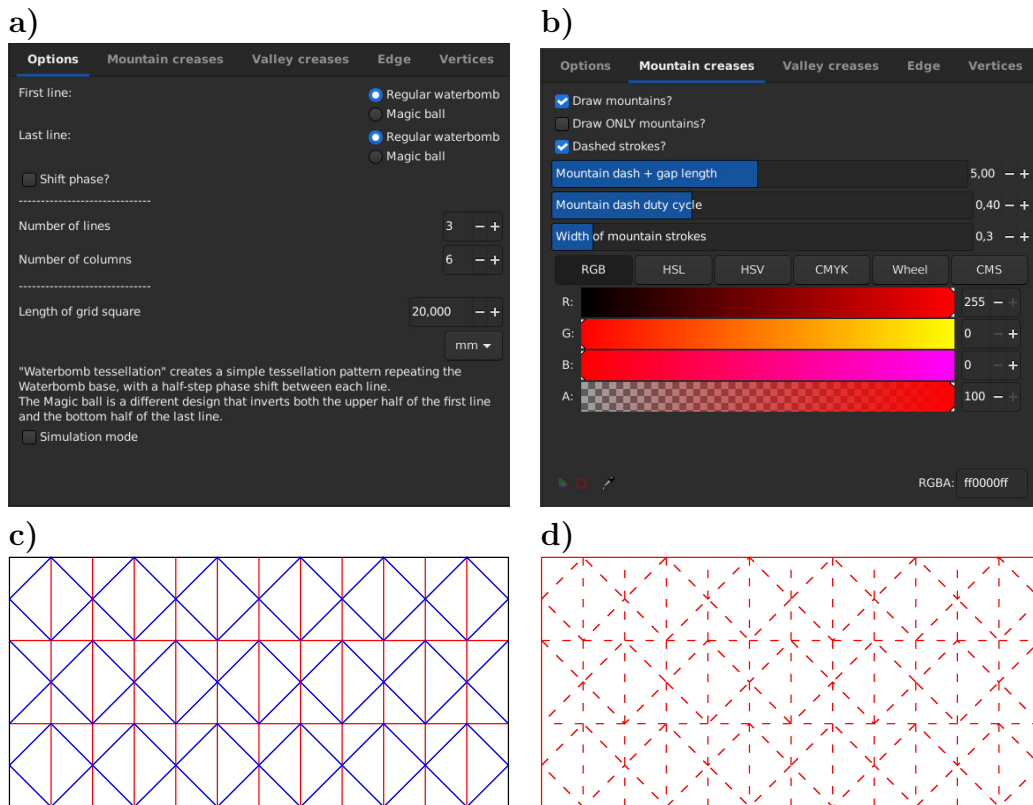 a)
Options Mountain creases Valley creases Edge Vertices
First line:
Regular waterbomb
Magic ball
Last line:
Regular waterbomb
Magic ball
Shift phase?
------------------------------
Number of lines 3 − +
Number of columns 6 − +
------------------------------
Length of grid square 20,000 − +
mm
"Waterbomb tessellation" creates a simple tessellation pattern repeating the
Waterbomb base, with a half-step phase shift between each line.
The Magic ball is a different design that inverts both the upper half of the first line
and the bottom half of the last line.
Simulation mode
b)
Options Mountain creases Valley creases Edge Vertices
Draw mountains?
Draw ONLY mountains?
Dashed strokes?
Mountain dash + gap length 5,00 − +
Mountain dash duty cycle 0,40 − +
Width of mountain strokes 0,3 − +
RGB HSL HSV CMYK Wheel CMS
R: 255 − +
G: 0 − +
B: 0 − +
A: 100 − +
RGBA: ff0000ff
c)
d)